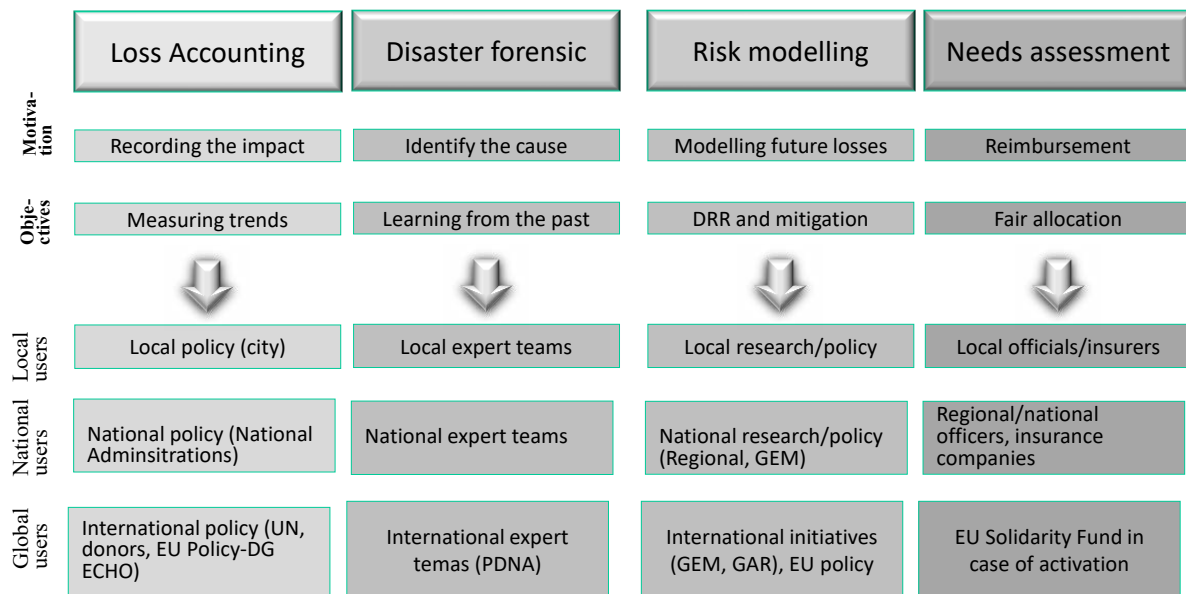 Loss Accounting
Disaster forensic
Risk modelling
Needs assessment
Motiva-
tion
Recording the impact
Identify the cause
Modelling future losses
Reimbursement
Obje-
ctives
Measuring trends
Learning from the past
DRR and mitigation
Fair allocation
Local
users
Local policy (city)
Local expert teams
Local research/policy
Local officials/insurers
National
users
National policy (National
Adminsitrations)
National expert teams
National research/policy
(Regional, GEM)
Regional/national
officers, insurance
companies
Global
users
International policy (UN,
donors, EU Policy-DG
ECHO)
International expert
temas (PDNA)
International initiatives
(GEM, GAR), EU policy
EU Solidarity Fund in
case of activation